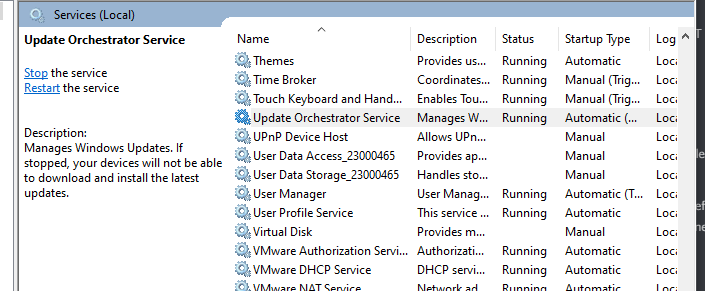 Services (Local)
Update Orchestrator Service
Stop the service
Restart the service
Description:
Manages Windows Updates. If
stopped, your devices will not be able
to download and install the latest
updates.
Name Description Status Startup Type Log
Themes Provides us... Running Automatic Loca
Time Broker Coordinates... Running Manual (Trig... Loca
Touch Keyboard and Hand... Enables Tou... Running Manual (Trig... Loca
Update Orchestrator Service Manages W... Running Automatic (... Loca
UPnP Device Host Allows UPn... Manual Loca
User Data Access_23000465 Provides ap... Manual Loca
User Data Storage_23000465 Handles sto... Manual Loca
User Manager User Manag... Running Automatic (T... Loca
User Profile Service This service ... Running Automatic Loca
Virtual Disk Provides m... Manual Loca
VMware Authorization Servi... Authorizati... Running Automatic Loca
VMware DHCP Service DHCP servi... Running Automatic Loca
VMware NAT Service Network ad... Running Automatic Loca